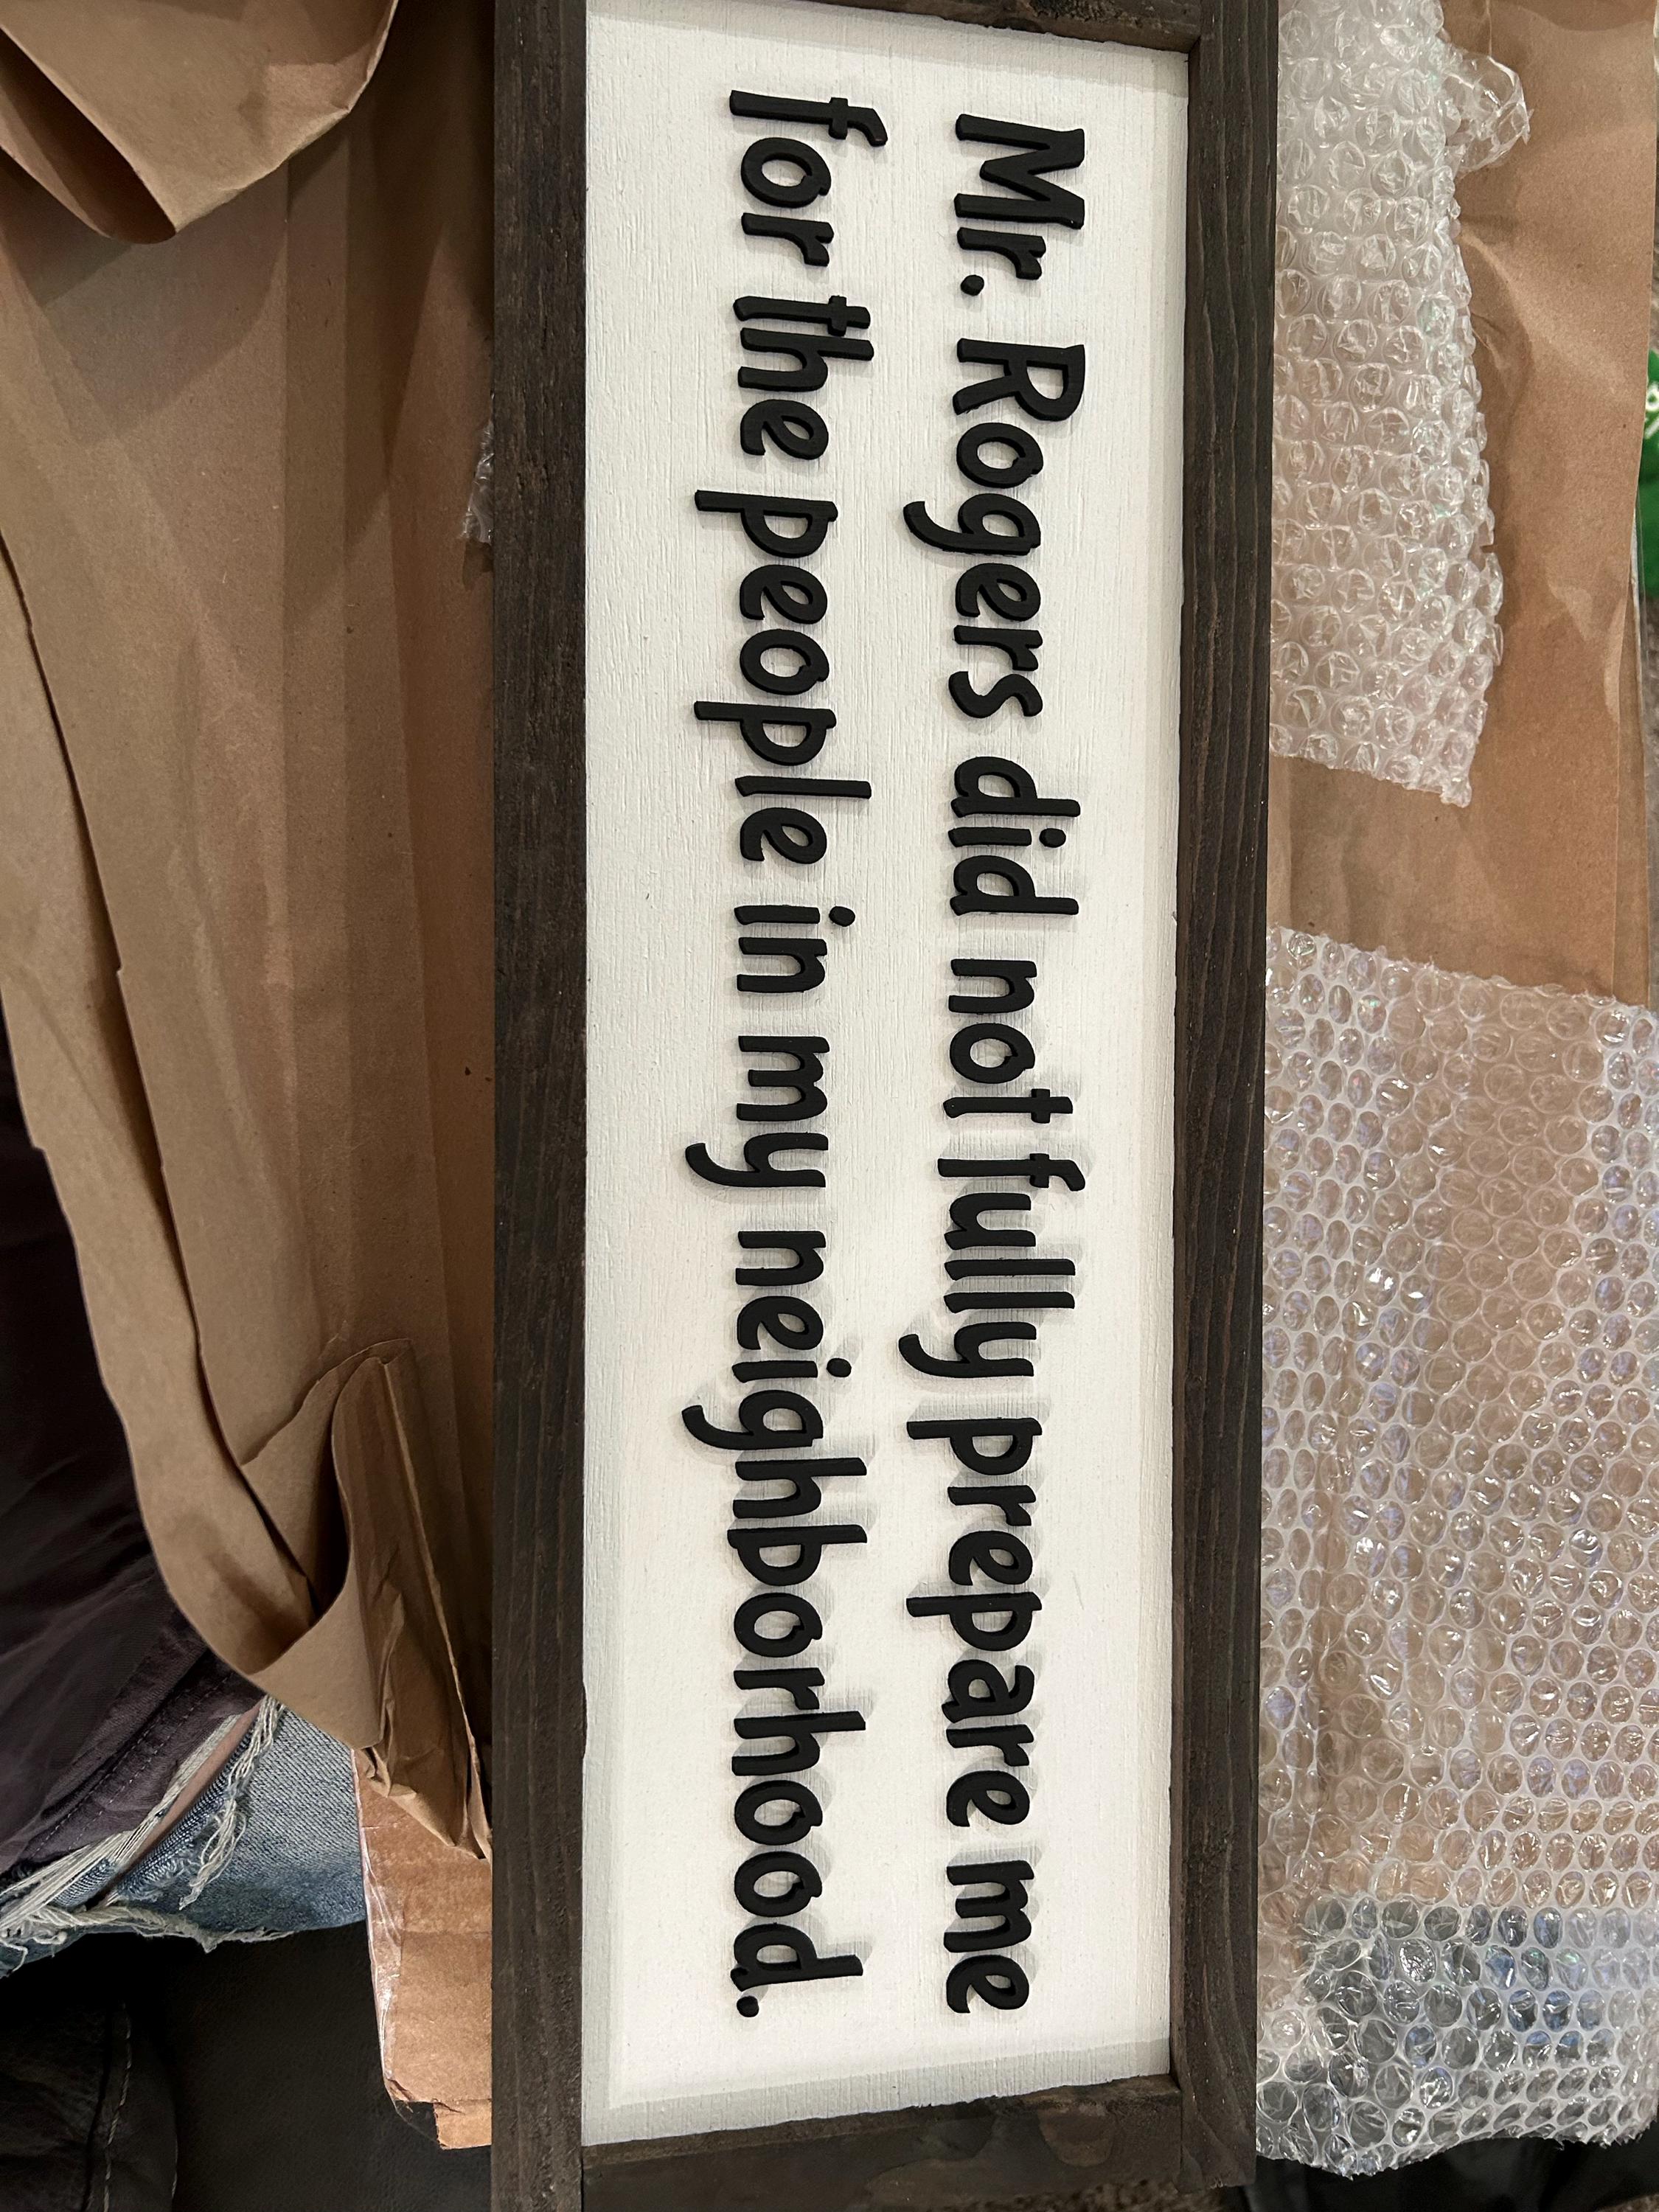 Mr. Rogers did not fully prepare me
for the people in my neighborhood.